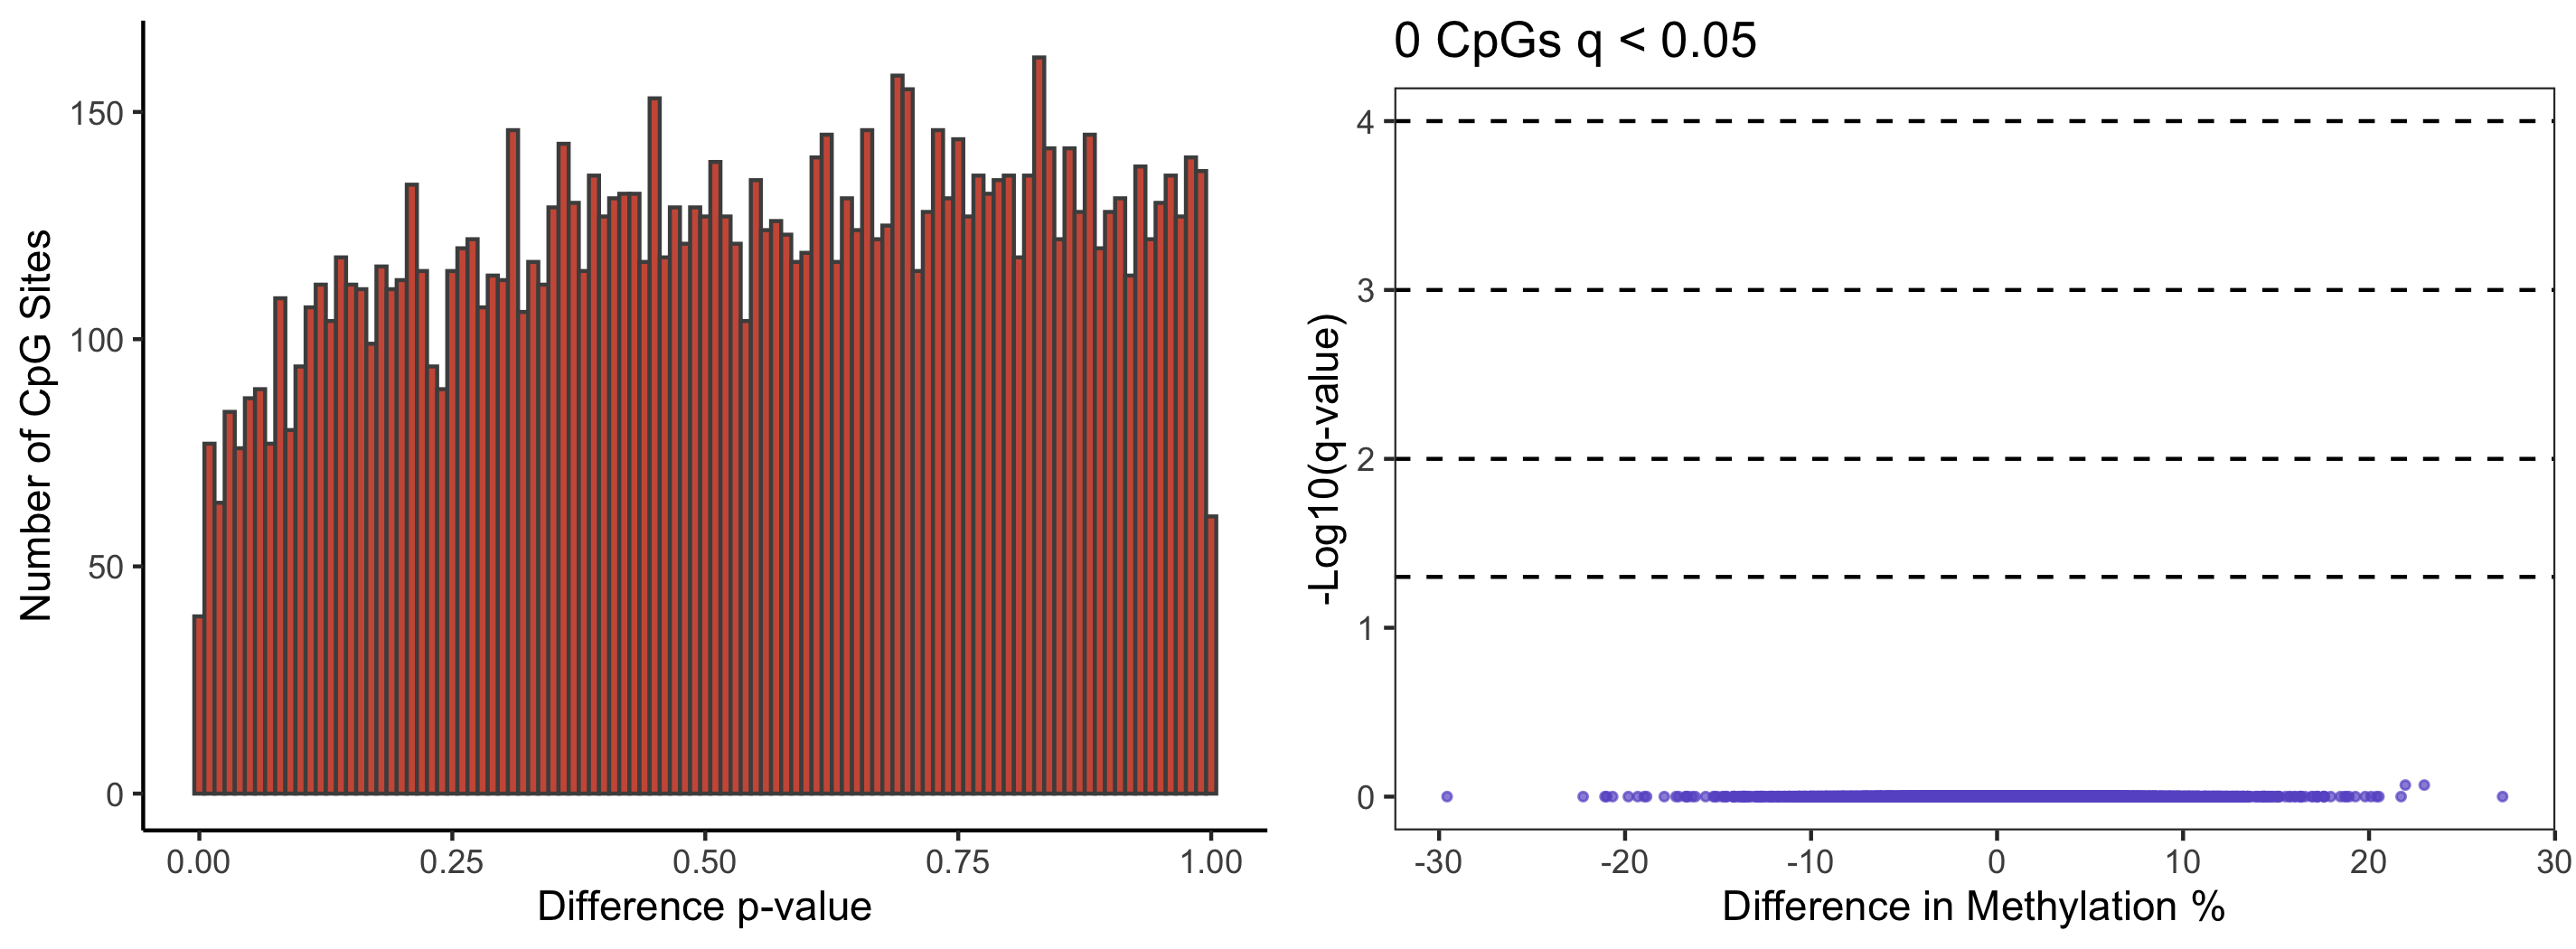 Number of CpG Sites
150
100
50
0
0.00 0.25 0.50 0.75 1.00
Difference p-value
0 CpGs q < 0.05
-Log10(q-value)
4
3
2
1
0
-30 -20 -10 0 10 20 30
Difference in Methylation %